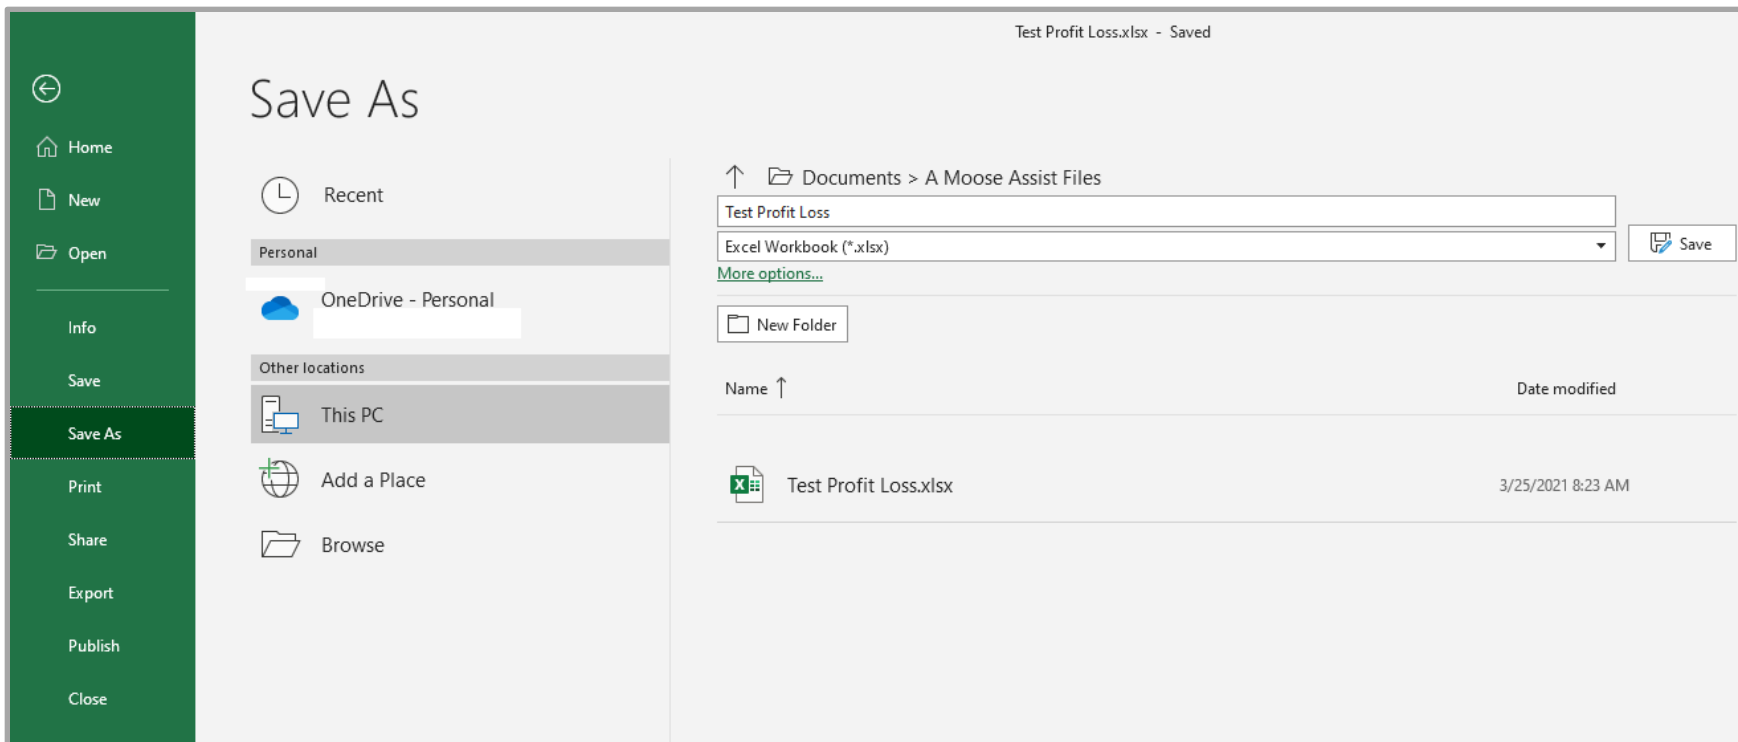 Test Profit Loss.xlsx - Saved
Save As
Home
New
Open
Info
Save
Save As
Print
Share
Export
Publish
Close
Recent
Personal
OneDrive - Personal
Other locations
This PC
Add a Place
Browse
Documents > A Moose Assist Files
Test Profit Loss
Excel Workbook (*.xlsx)
Save
More options...
New Folder
Name Date modified
Test Profit Loss.xlsx 3/25/2021 8:23 AM